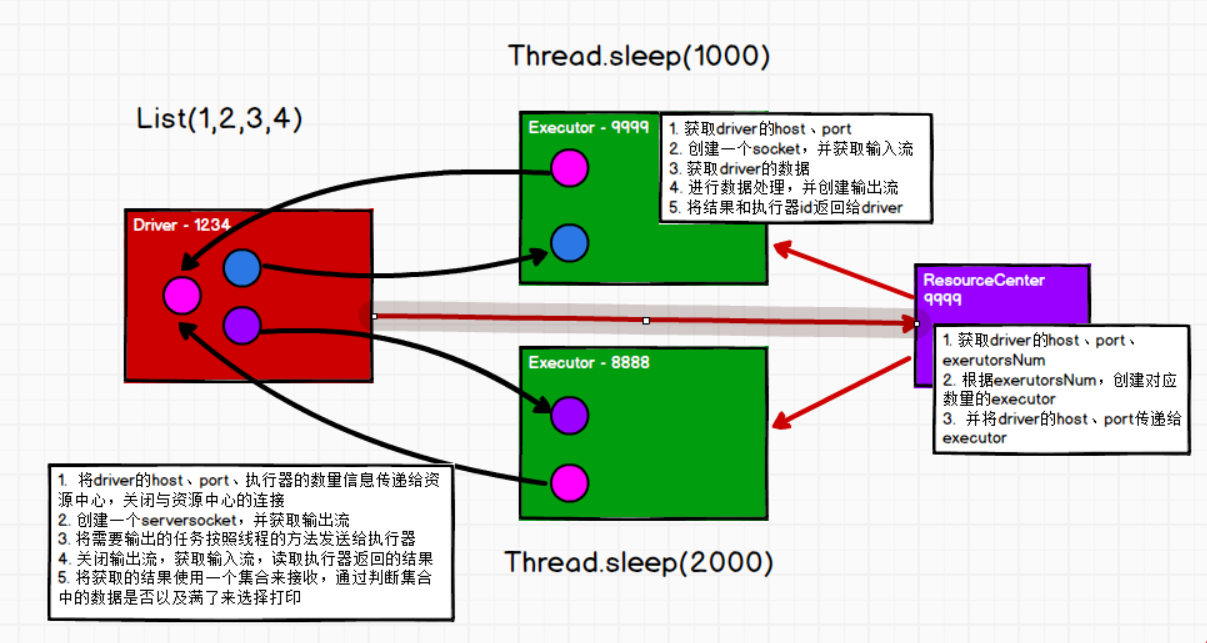 Thread.sleep(1000)
List(1,2,3,4)
Executor - 9999
1. 获取driver的host、port
2. 创建一个socket，并获取输入流
3. 获取driver的数据
4. 进行数据处理，并创建输出流
5. 将结果和执行器id返回给driver
Driver - 1234
ResourceCenter
9999
1. 获取driver的host、port、
exerutorsNum
2. 根据exerutorsNum，创建对应
数量的executor
3. 并将driver的host、port传递给
executor
Executor - 8888
1. 将driver的host、port、执行器的数量信息传递给资
源中心，关闭与资源中心的连接
2. 创建一个serversocket，并获取输出流
3. 将需要输出的任务按照线程的方法发送给执行器
4. 关闭输出流，获取输入流，读取执行器返回的结果
5. 将获取的结果使用一个集合来接收，通过判断集合
中的数据是否以及满了来选择打印
Thread.sleep(2000)